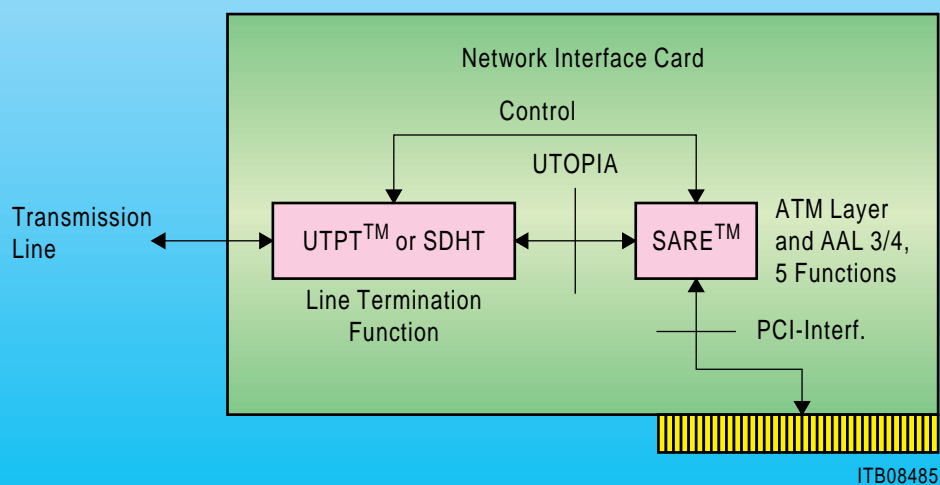 Network Interface Card
Control
UTOPIA
Transmission
Line
UTPT™ or SDHT
SARE™
ATM Layer
and AAL 3/4,
5 Functions
Line Termination
Function
PCI-Interf.
ITB08485